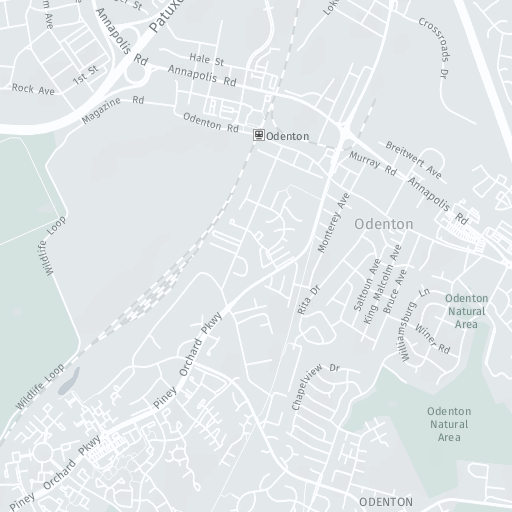 Patux
Annapolis Rd
Hale St
Annapolis Rd
1st St
Rock Ave
Magazine Rd
Crossroads Dr
Odenton Rd
Odenton
Murray Rd
Breitwert Ave
Annapolis Rd
Wildlife Loop
Monterey Ave
Odenton
Saltoun Ave
King Malcolm Ave
Bruce Ave
Rita Dr
Williamsburg Ln
Winer Rd
Odenton
Natural
Area
Piney Orchard Pkwy
Wildlife Loop
Chapelview Dr
Odenton
Natural
Area
Piney Orchard Pkwy
ODENTON